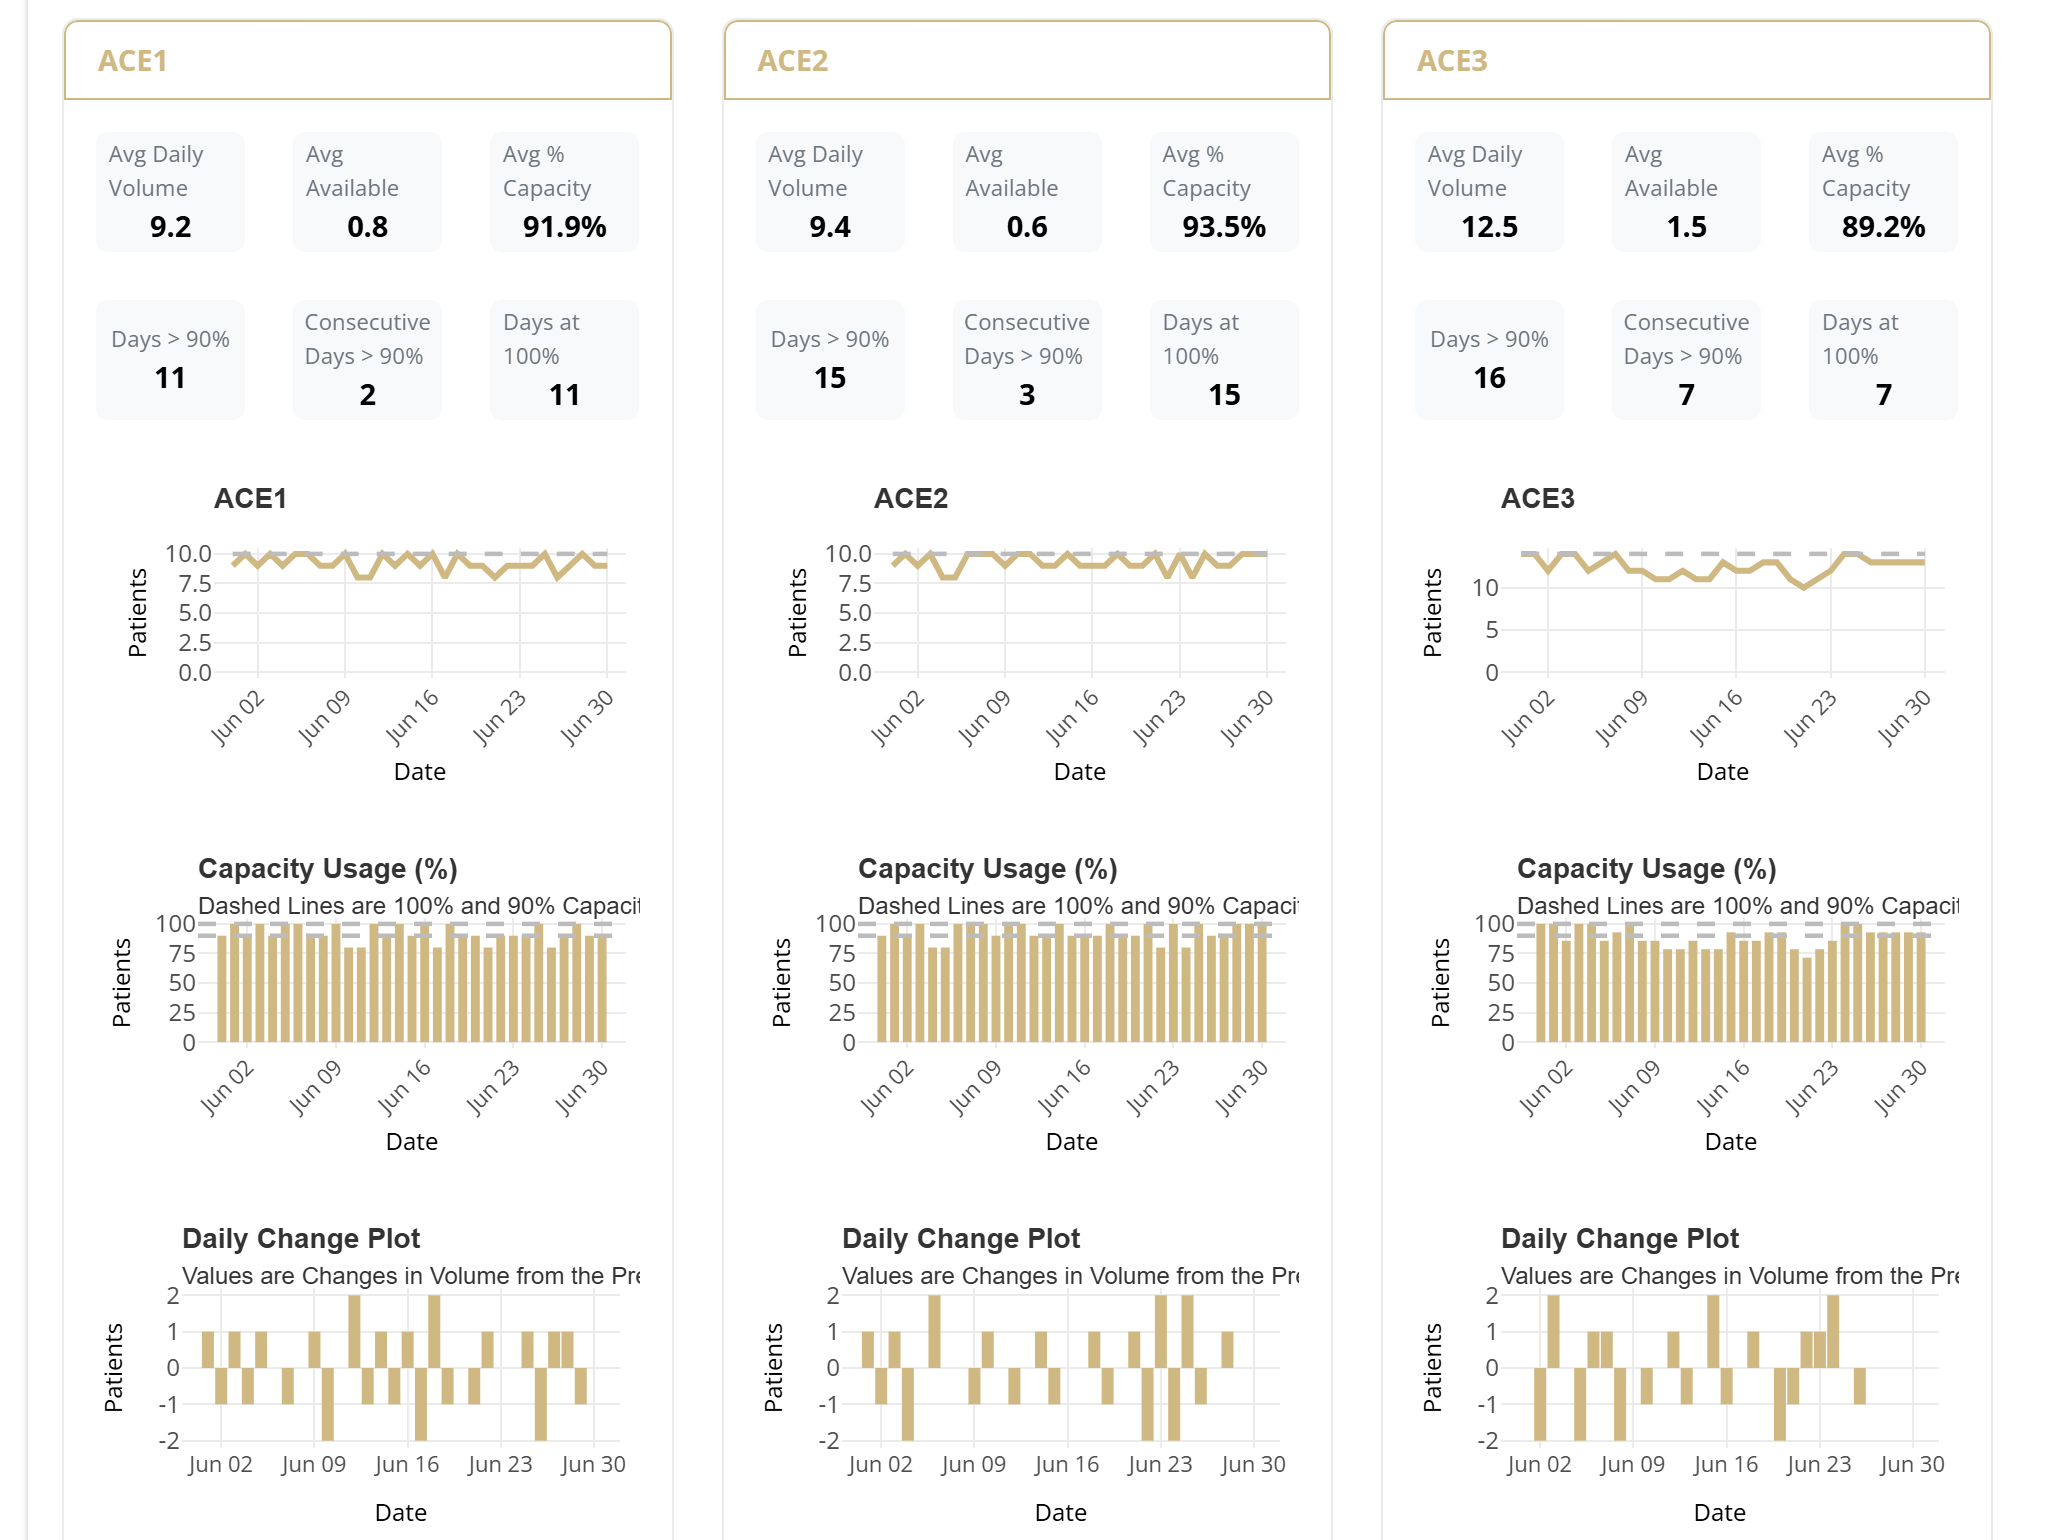 ACE1
Avg Daily
Volume
9.2
Avg
Available
0.8
Avg %
Capacity
91.9%
Days > 90%
11
Consecutive
Days > 90%
2
Days at
100%
11
ACE1
Patients
10.0
7.5
5.0
2.5
0.0
Jun 02
Jun 09
Jun 16
Jun 23
Jun 30
Date
Capacity Usage (%)
Dashed Lines are 100% and 90% Capacit
Patients
100
75
50
25
0
Jun 02
Jun 09
Jun 16
Jun 23
Jun 30
Date
Daily Change Plot
Values are Changes in Volume from the Pre
Patients
2
1
0
-1
-2
Jun 02
Jun 09
Jun 16
Jun 23
Jun 30
Date
ACE2
Avg Daily
Volume
9.4
Avg
Available
0.6
Avg %
Capacity
93.5%
Days > 90%
15
Consecutive
Days > 90%
3
Days at
100%
15
ACE2
Patients
10.0
7.5
5.0
2.5
0.0
Jun 02
Jun 09
Jun 16
Jun 23
Jun 30
Date
Capacity Usage (%)
Dashed Lines are 100% and 90% Capacit
Patients
100
75
50
25
0
Jun 02
Jun 09
Jun 16
Jun 23
Jun 30
Date
Daily Change Plot
Values are Changes in Volume from the Pre
Patients
2
1
0
-1
-2
Jun 02
Jun 09
Jun 16
Jun 23
Jun 30
Date
ACE3
Avg Daily
Volume
12.5
Avg
Available
1.5
Avg %
Capacity
89.2%
Days > 90%
16
Consecutive
Days > 90%
7
Days at
100%
7
ACE3
Patients
10
5
0
Jun 02
Jun 09
Jun 16
Jun 23
Jun 30
Date
Capacity Usage (%)
Dashed Lines are 100% and 90% Capacit
Patients
100
75
50
25
0
Jun 02
Jun 09
Jun 16
Jun 23
Jun 30
Date
Daily Change Plot
Values are Changes in Volume from the Pre
Patients
2
1
0
-1
-2
Jun 02
Jun 09
Jun 16
Jun 23
Jun 30
Date